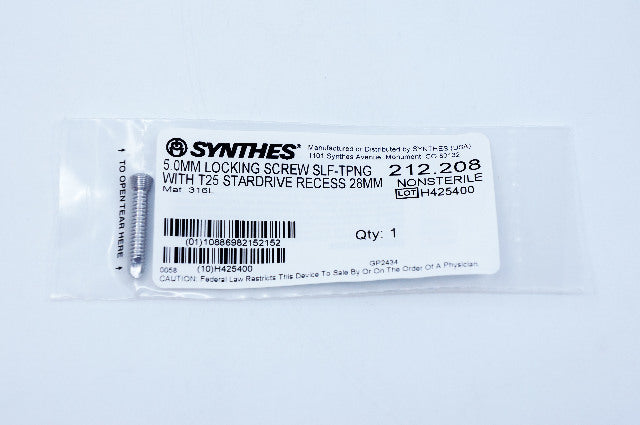 TO OPEN TEAR HERE
SYNTHES®
Manufactured or Distributed by SYNTHES (USA)
1101 Synthes Avenue, Monument, CO 80132
5.0MM LOCKING SCREW SLF-TPNG
WITH T25 STARDRIVE RECESS 28MM
Mat: 316L
212.208
NONSTERILE
LOT H425400
(01)10886982152152
Qty: 1
0058 (10)H425400
GP2434
CAUTION: Federal Law Restricts This Device To Sale By Or On The Order Of A Physician.